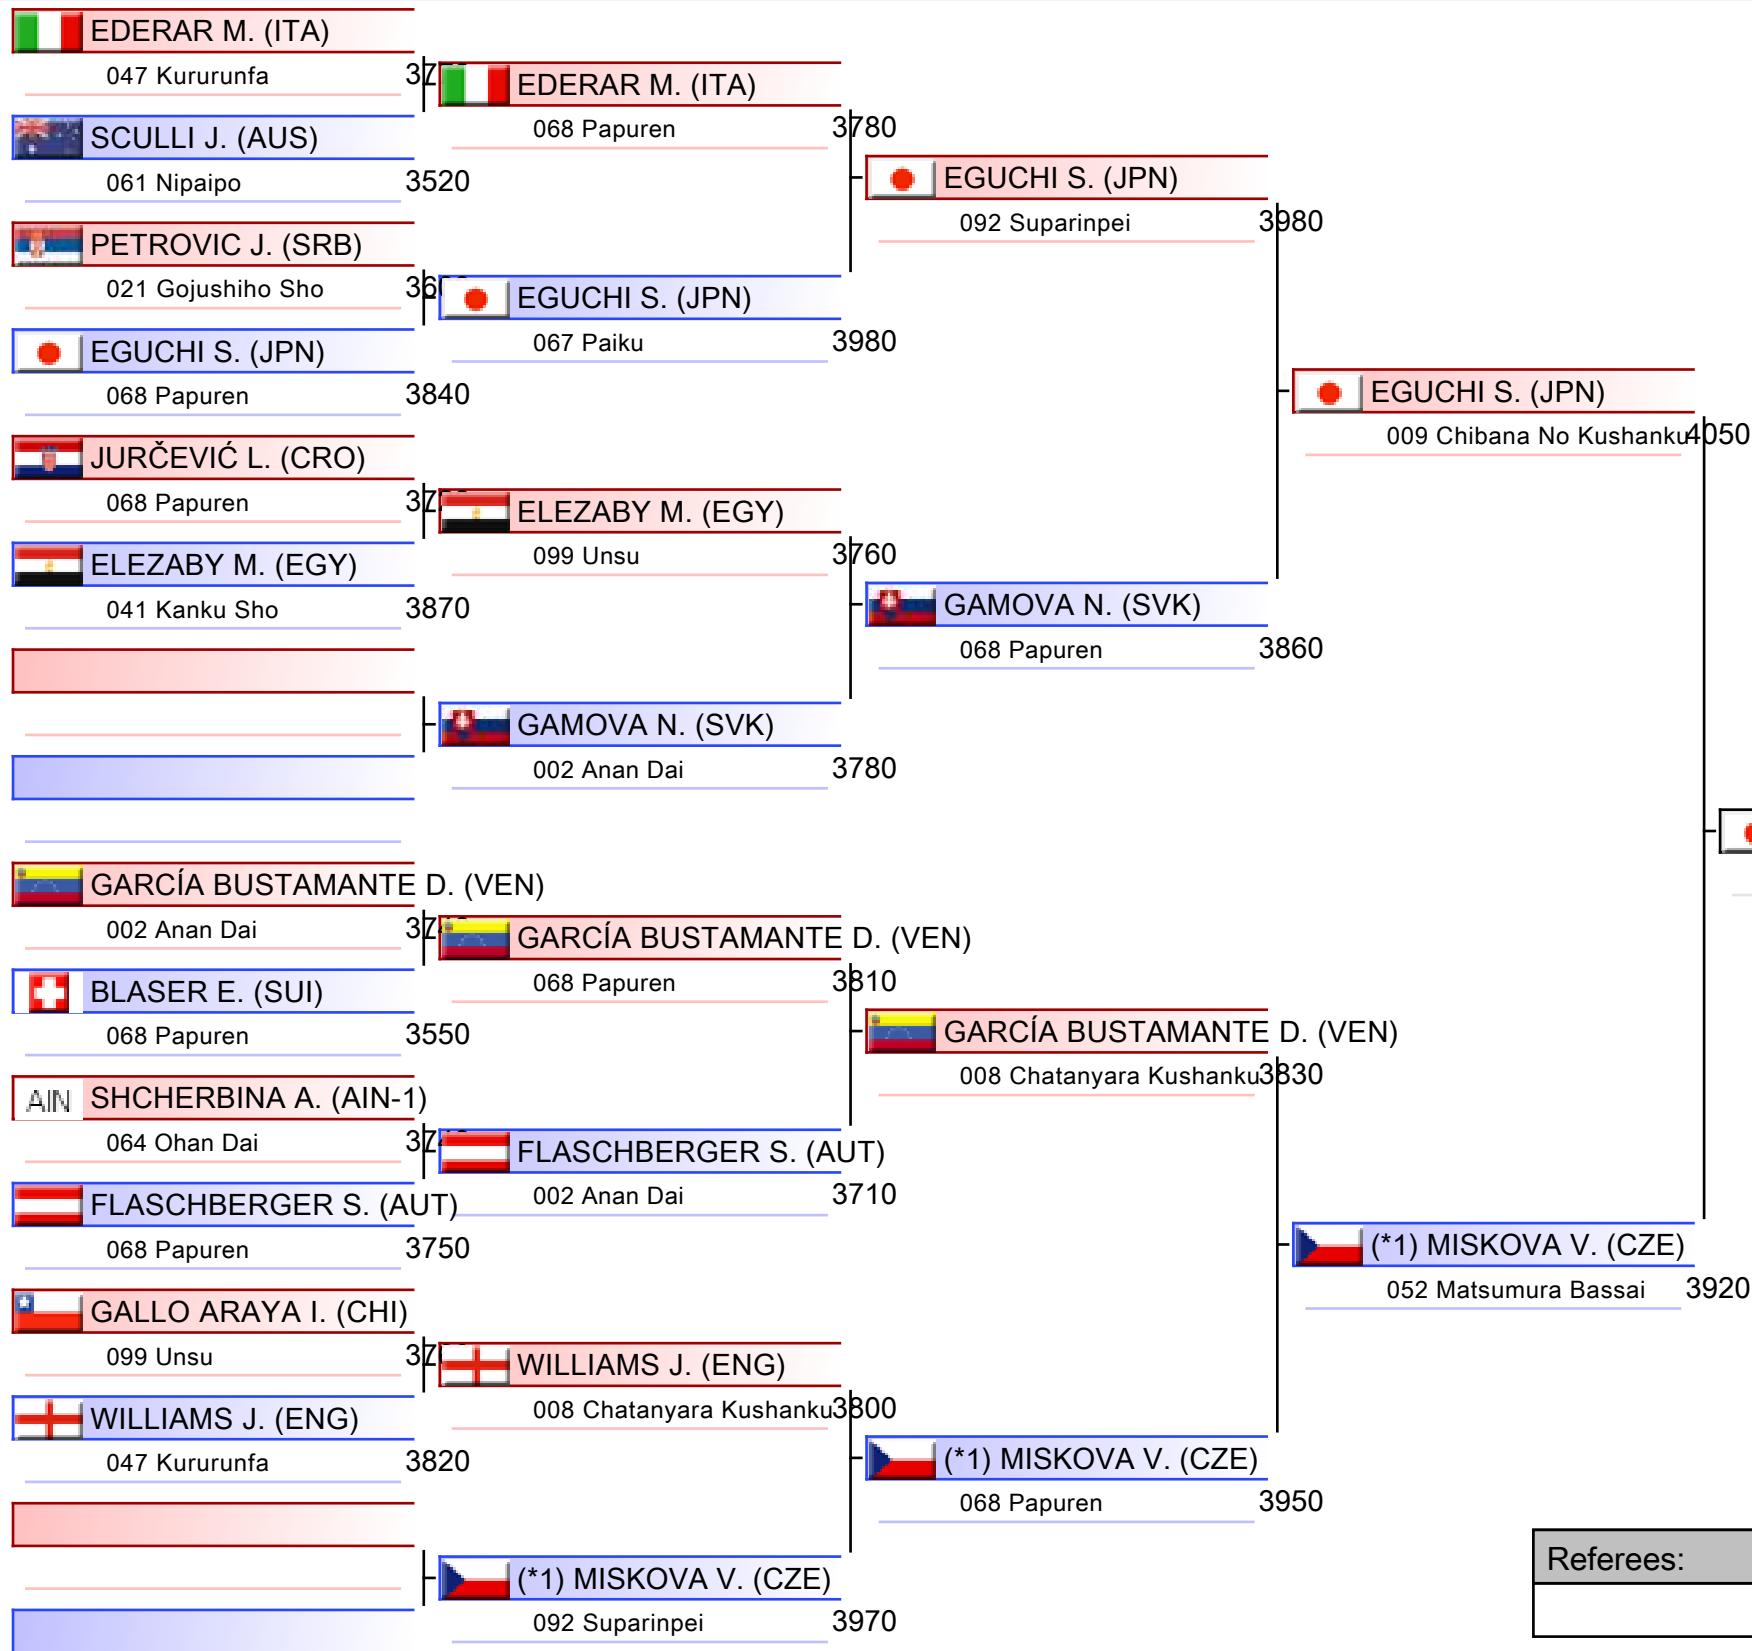 EDERAR M. (ITA)
047 Kururunfa
SCULLI J. (AUS)
061 Nipaipo 3520
PETROVIC J. (SRB)
021 Gojushiho Sho
EGUCHI S. (JPN)
068 Papuren 3840
JURČEVIĆ L. (CRO)
068 Papuren
ELEZABY M. (EGY)
041 Kanku Sho 3870
GARCÍA BUSTAMANTE D. (VEN)
002 Anan Dai
BLASER E. (SUI)
068 Papuren 3550
AIN SHCHERBINA A. (AIN-1)
064 Ohan Dai
FLASCHBERGER S. (AUT)
068 Papuren 3750
GALLO ARAYA I. (CHI)
099 Unsu
WILLIAMS J. (ENG)
047 Kururunfa 3820
EDERAR M. (ITA)
068 Papuren 3780
EGUCHI S. (JPN)
067 Paiku 3980
ELEZABY M. (EGY)
099 Unsu 3760
GAMOVA N. (SVK)
002 Anan Dai 3780
GARCÍA BUSTAMANTE D. (VEN)
068 Papuren 3810
FLASCHBERGER S. (AUT)
002 Anan Dai 3710
WILLIAMS J. (ENG)
008 Chatanyara Kushanku 3800
(*1) MISKOVA V. (CZE)
092 Suparinpei 3970
EGUCHI S. (JPN)
092 Suparinpei 3980
GAMOVA N. (SVK)
068 Papuren 3860
GARCÍA BUSTAMANTE D. (VEN)
008 Chatanyara Kushanku 3830
(*1) MISKOVA V. (CZE)
068 Papuren 3950
EGUCHI S. (JPN)
009 Chibana No Kushanku 4050
(*1) MISKOVA V. (CZE)
052 Matsumura Bassai 3920
Referees: